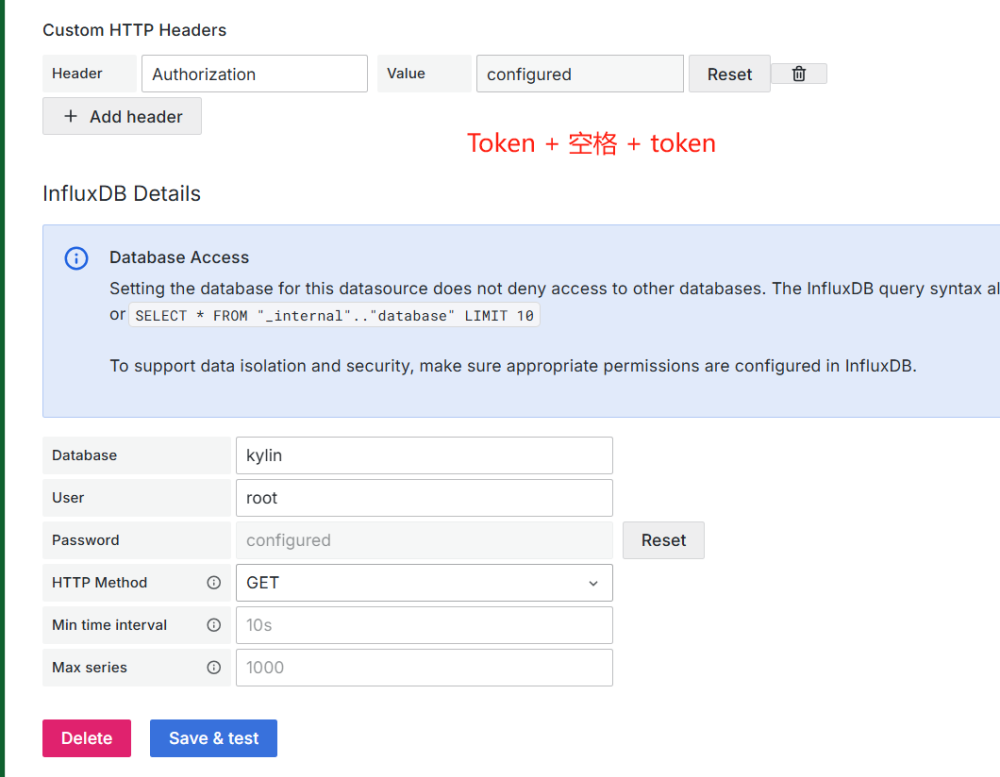 Custom HTTP Headers
Header Authorization Value configured Reset
+ Add header
Token + 空格 + token
InfluxDB Details
Database Access
Setting the database for this datasource does not deny access to other databases. The InfluxDB query syntax al
or SELECT * FROM "_internal".."database" LIMIT 10
To support data isolation and security, make sure appropriate permissions are configured in InfluxDB.
Database kylin
User root
Password configured Reset
HTTP Method GET
Min time interval 10s
Max series 1000
Delete Save & test